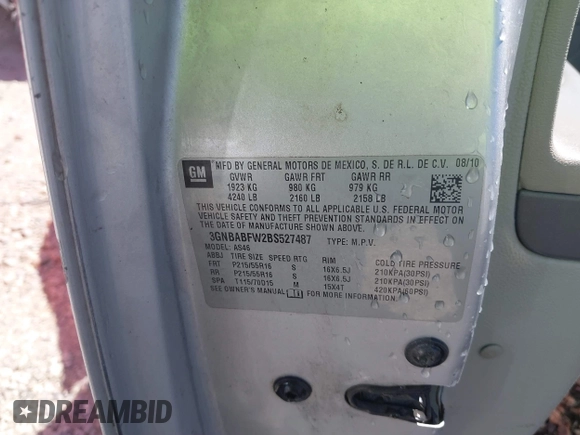 GM
MFD BY GENERAL MOTORS DE MEXICO, S. DE R.L. DE C.V. 08/10
GVWR GAWR FRT GAWR RR
1923 KG 980 KG 979 KG
4240 LB 2160 LB 2158 LB
THIS VEHICLE CONFORMS TO ALL APPLICABLE U.S. FEDERAL MOTOR
VEHICLE SAFETY AND THEFT PREVENTION STANDARDS IN EFFECT
ON THE DATE OF MANUFACTURE SHOWN ABOVE.
3GNBABFW2BS527487 TYPE: M.P.V.
MODEL: AS46
ABBJ TIRE SIZE SPEED RTG RIM COLD TIRE PRESSURE
FRT P215/55R16 S 16X6.5J 210KPA(30PSI)
RR P215/55R16 S 16X6.5J 210KPA(30PSI)
SPA T115/70D15 M 15X4T 420KPA(60PSI)
SEE OWNER'S MANUAL FOR MORE INFORMATION
DREAMBID